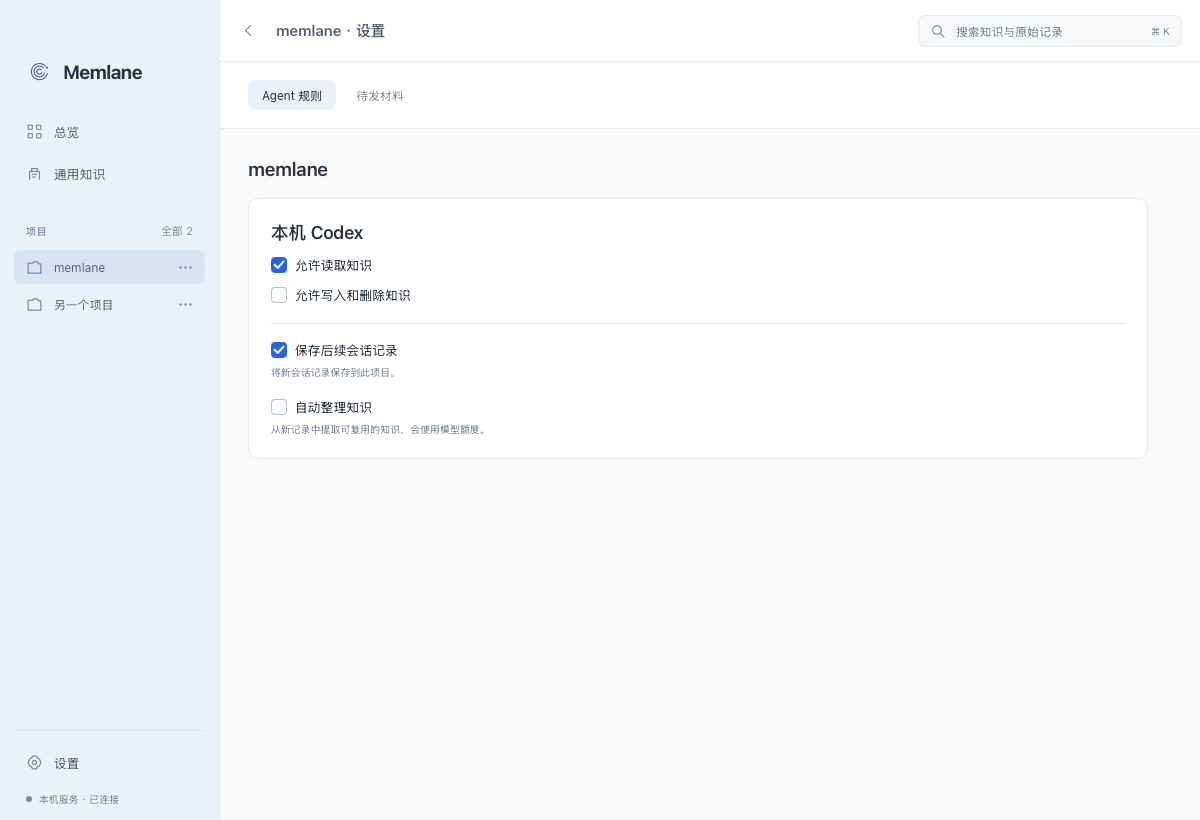 memlane · 设置
搜索知识与原始记录
⌘ K
Memlane
总览
通用知识
项目
全部 2
memlane
另一个项目
设置
本机服务 · 已连接
Agent 规则
待发材料
memlane
本机 Codex
允许读取知识
允许写入和删除知识
保存后续会话记录
将新会话记录保存到此项目。
自动整理知识
从新记录中提取可复用的知识，会使用模型额度。